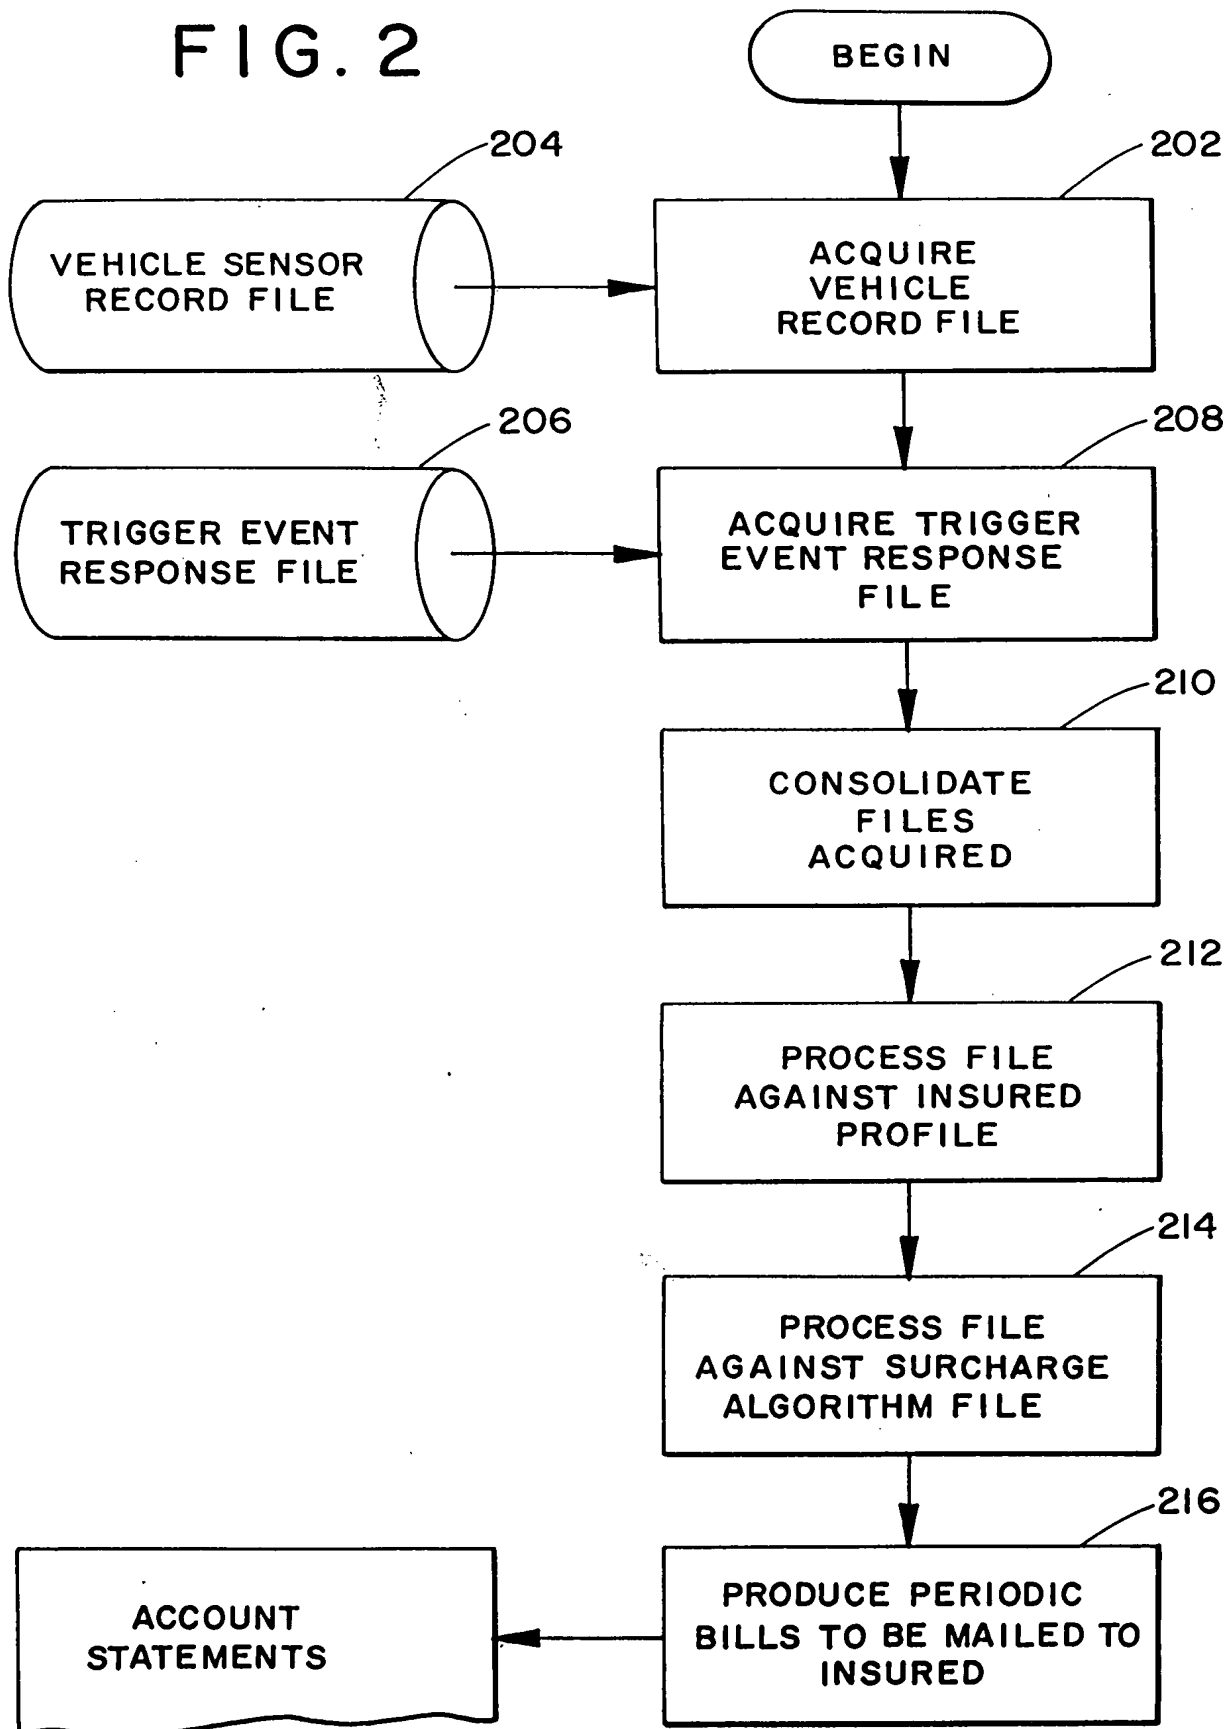 FIG. 2
BEGIN
204
202
VEHICLE SENSOR
RECORD FILE
ACQUIRE
VEHICLE
RECORD FILE
206
208
TRIGGER EVENT
RESPONSE FILE
ACQUIRE TRIGGER
EVENT RESPONSE
FILE
210
CONSOLIDATE
FILES
ACQUIRED
212
PROCESS FILE
AGAINST INSURED
PROFILE
214
PROCESS FILE
AGAINST SURCHARGE
ALGORITHM FILE
216
ACCOUNT
STATEMENTS
PRODUCE PERIODIC
BILLS TO BE MAILED TO
INSURED